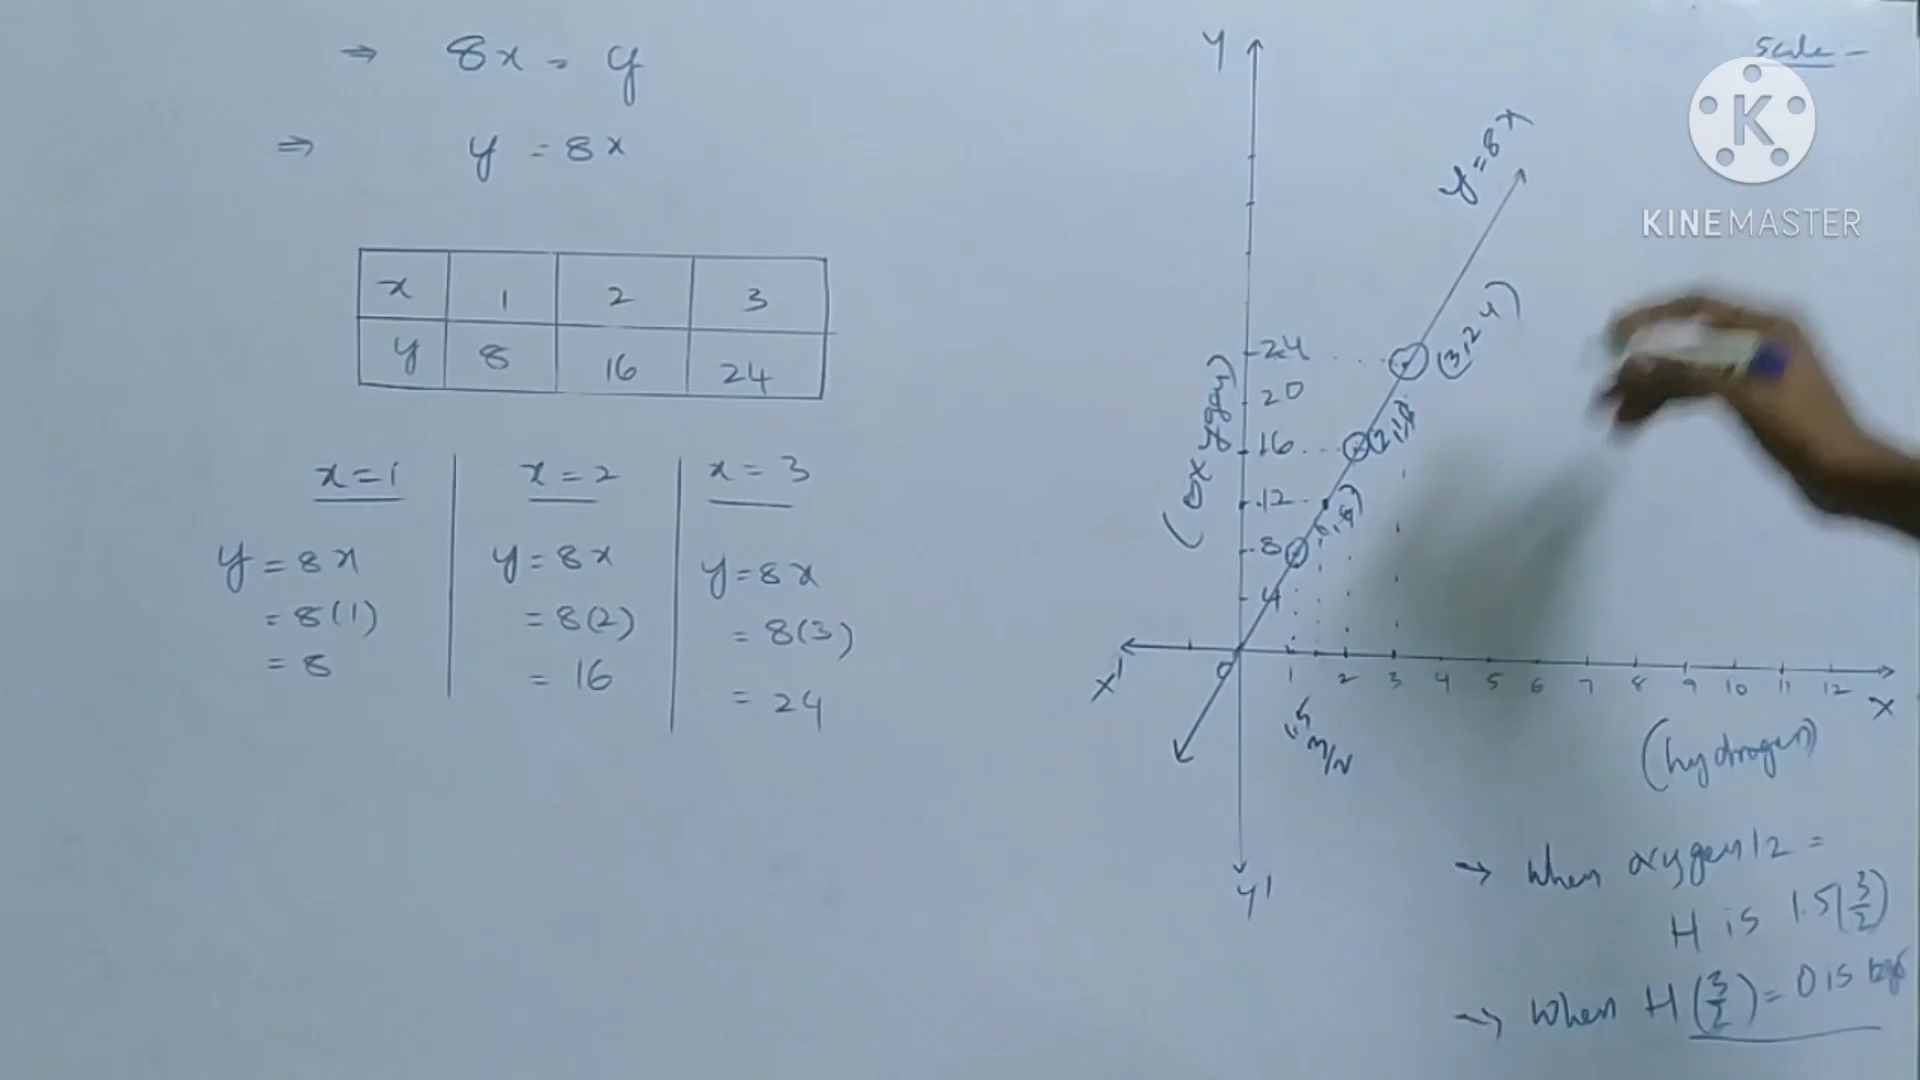 ⇒ 8x = y
⇒ y = 8x
x 1 2 3
y 8 16 24
x = 1
y = 8x
= 8(1)
= 8
x = 2
y = 8x
= 8(2)
= 16
x = 3
y = 8x
= 8(3)
= 24
Scale -
KINEMASTER
Y
y = 8x
(3,24)
24
20
16
12
8
4
(oxygen)
X' 0 1 2 3 4 5 6 7 8 9 10 11 12 X
1.5
3/2
(hydrogen)
Y'
→ When oxygen 12 =
H is 1.5(3/2)
→ When H (3/2) = O is